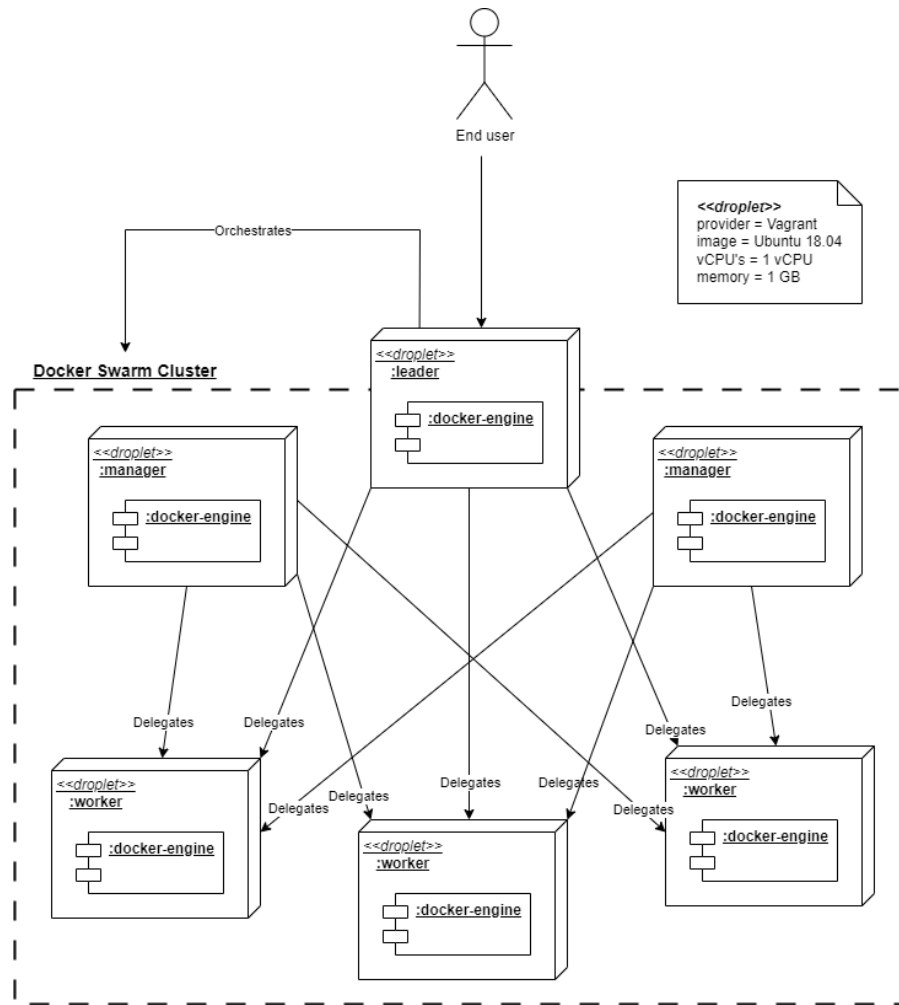 End user
<<droplet>>
provider = Vagrant
image = Ubuntu 18.04
vCPU's = 1 vCPU
memory = 1 GB
Orchestrates
Docker Swarm Cluster
<<droplet>>
:leader
:docker-engine
<<droplet>>
:manager
:docker-engine
<<droplet>>
:manager
:docker-engine
Delegates
Delegates
Delegates
Delegates
Delegates
Delegates
Delegates
Delegates
Delegates
<<droplet>>
:worker
:docker-engine
<<droplet>>
:worker
:docker-engine
<<droplet>>
:worker
:docker-engine